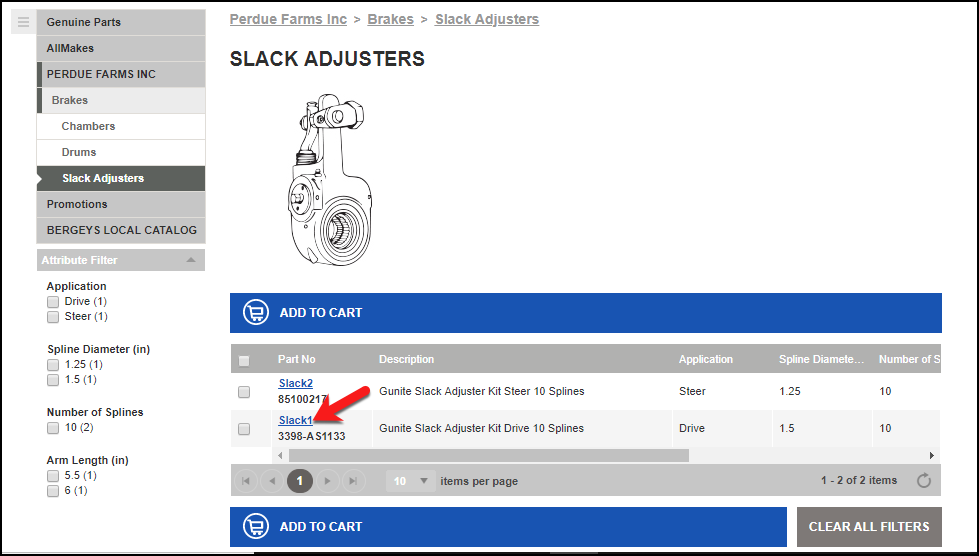 Genuine Parts
AllMakes
PERDUE FARMS INC
Brakes
Chambers
Drums
Slack Adjusters
Promotions
BERGEYS LOCAL CATALOG
Attribute Filter
Application
Drive (1)
Steer (1)
Spline Diameter (in)
1.25 (1)
1.5 (1)
Number of Splines
10 (2)
Arm Length (in)
5.5 (1)
6 (1)
Perdue Farms Inc > Brakes > Slack Adjusters
SLACK ADJUSTERS
ADD TO CART
Part No Description Application Spline Diamete... Number of S
Slack2
85100217 Gunite Slack Adjuster Kit Steer 10 Splines Steer 1.25 10
Slack1
3398-AS1133 Gunite Slack Adjuster Kit Drive 10 Splines Drive 1.5 10
1 10 items per page 1 - 2 of 2 items
ADD TO CART CLEAR ALL FILTERS